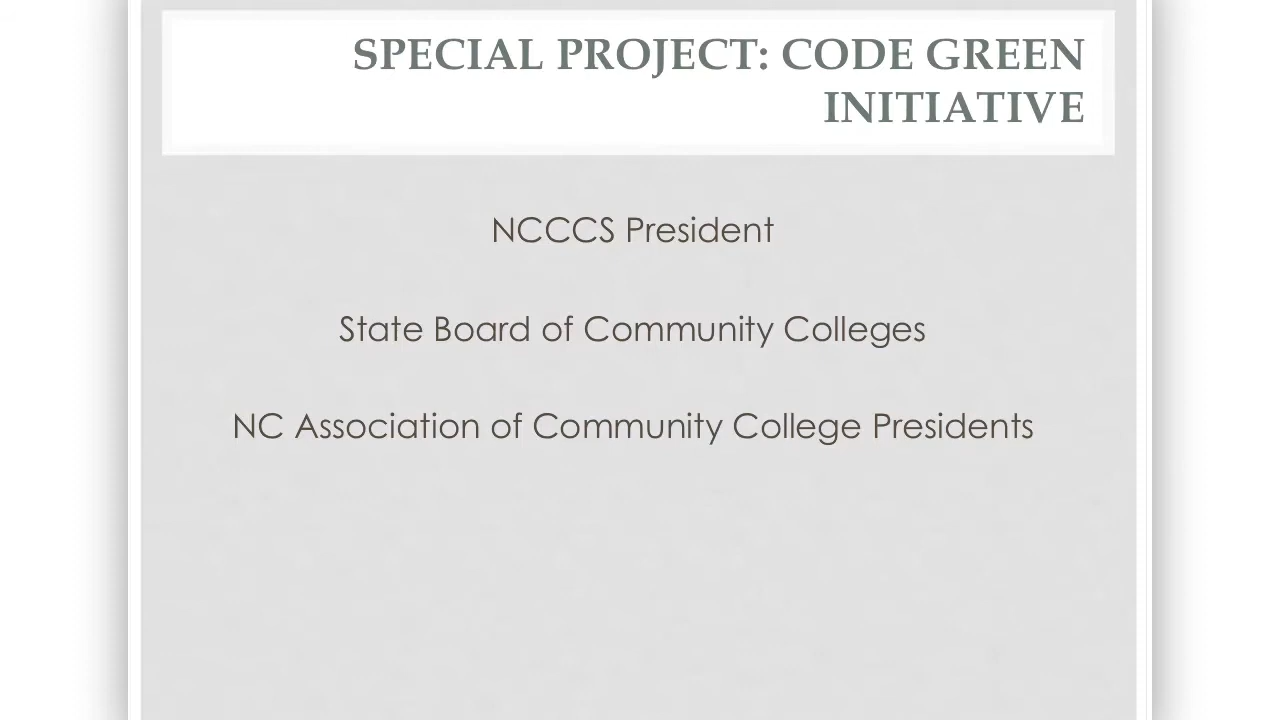 SPECIAL PROJECT: CODE GREEN
INITIATIVE
NCCCS President
State Board of Community Colleges
NC Association of Community College Presidents